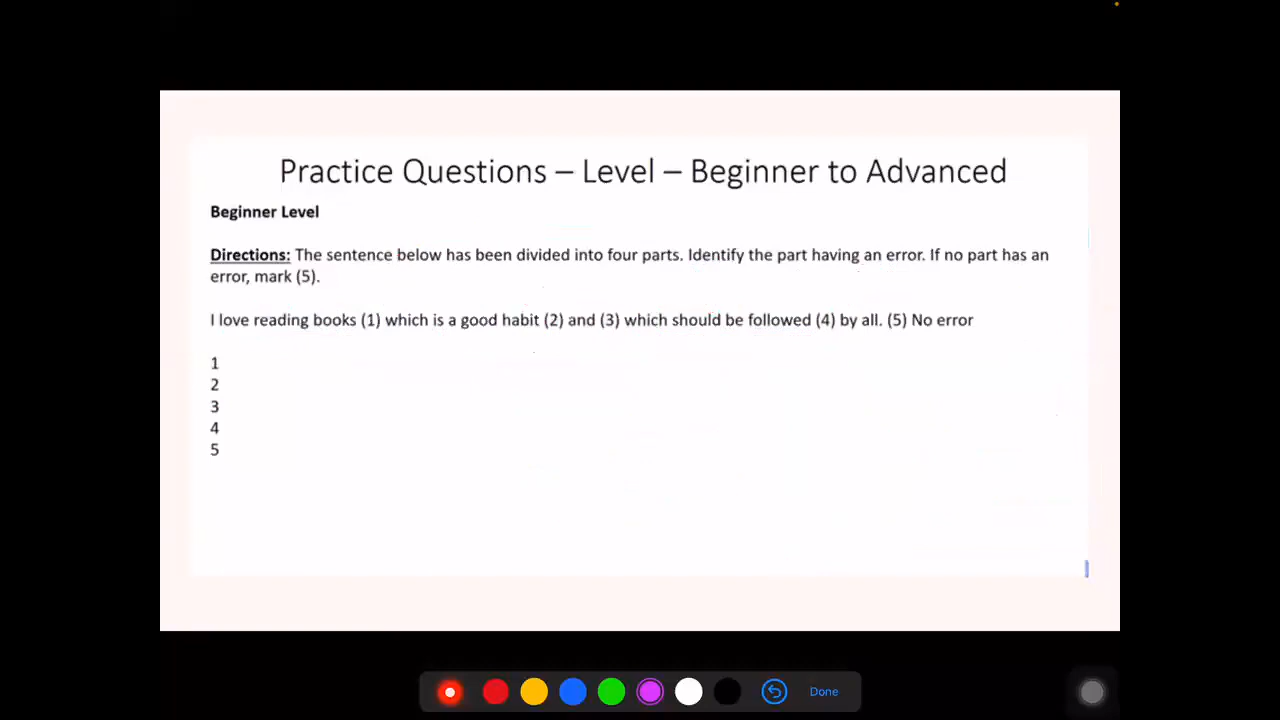 Practice Questions – Level – Beginner to Advanced
Beginner Level
Directions: The sentence below has been divided into four parts. Identify the part having an error. If no part has an
error, mark (5).
I love reading books (1) which is a good habit (2) and (3) which should be followed (4) by all. (5) No error
1
2
3
4
5
Done